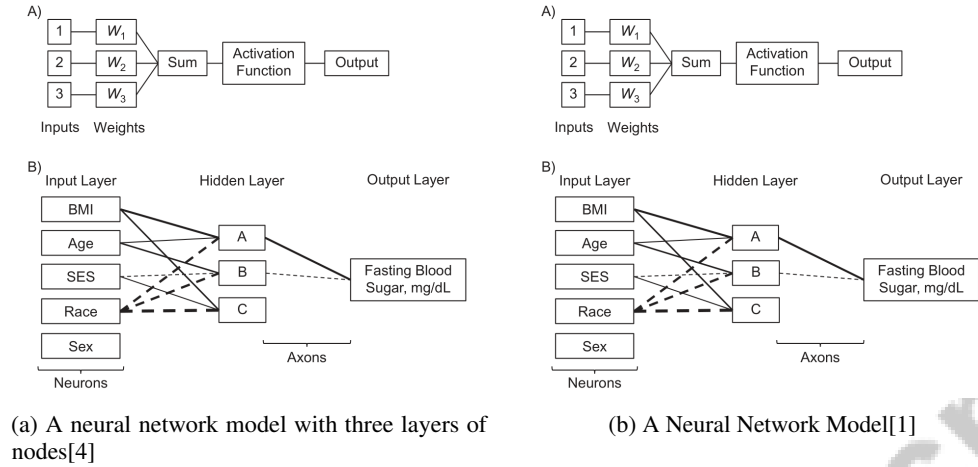 A)
1 W1
2 W2 Sum Activation Function Output
3 W3
Inputs Weights
B)
Input Layer Hidden Layer Output Layer
BMI
Age A
SES B Fasting Blood Sugar, mg/dL
Race C
Sex
Axons
Neurons
(a) A neural network model with three layers of
nodes[4]
A)
1 W1
2 W2 Sum Activation Function Output
3 W3
Inputs Weights
B)
Input Layer Hidden Layer Output Layer
BMI
Age A
SES B Fasting Blood Sugar, mg/dL
Race C
Sex
Axons
Neurons
(b) A Neural Network Model[1]